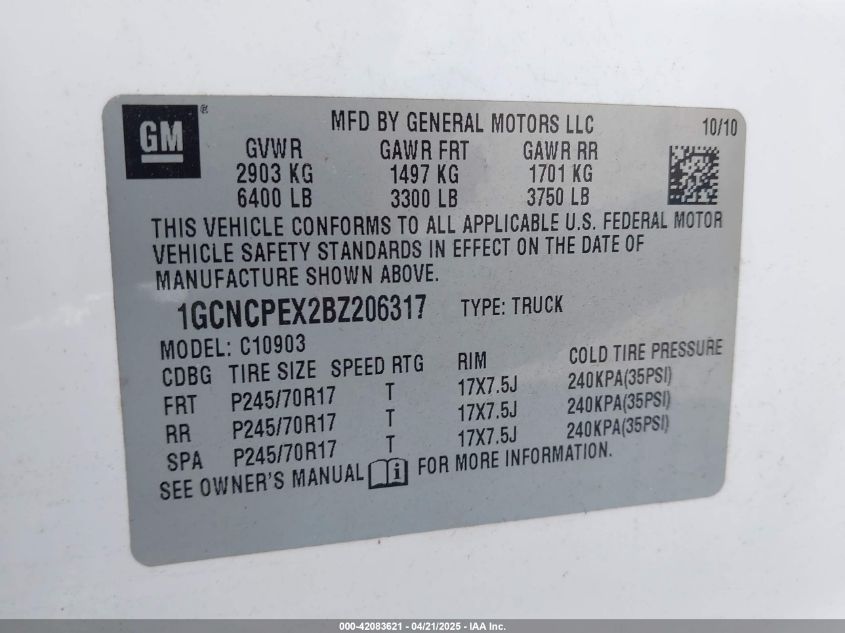 GM ®
MFD BY GENERAL MOTORS LLC 10/10
GVWR GAWR FRT GAWR RR
2903 KG 1497 KG 1701 KG
6400 LB 3300 LB 3750 LB
THIS VEHICLE CONFORMS TO ALL APPLICABLE U.S. FEDERAL MOTOR
VEHICLE SAFETY STANDARDS IN EFFECT ON THE DATE OF
MANUFACTURE SHOWN ABOVE.
1GCNCPEX2BZ206317 TYPE: TRUCK
MODEL: C10903
CDBG TIRE SIZE SPEED RTG RIM COLD TIRE PRESSURE
FRT P245/70R17 T 17X7.5J 240KPA(35PSI)
RR P245/70R17 T 17X7.5J 240KPA(35PSI)
SPA P245/70R17 T 17X7.5J 240KPA(35PSI)
SEE OWNER'S MANUAL i FOR MORE INFORMATION.
000-42083621 - 04/21/2025 - IAA Inc.